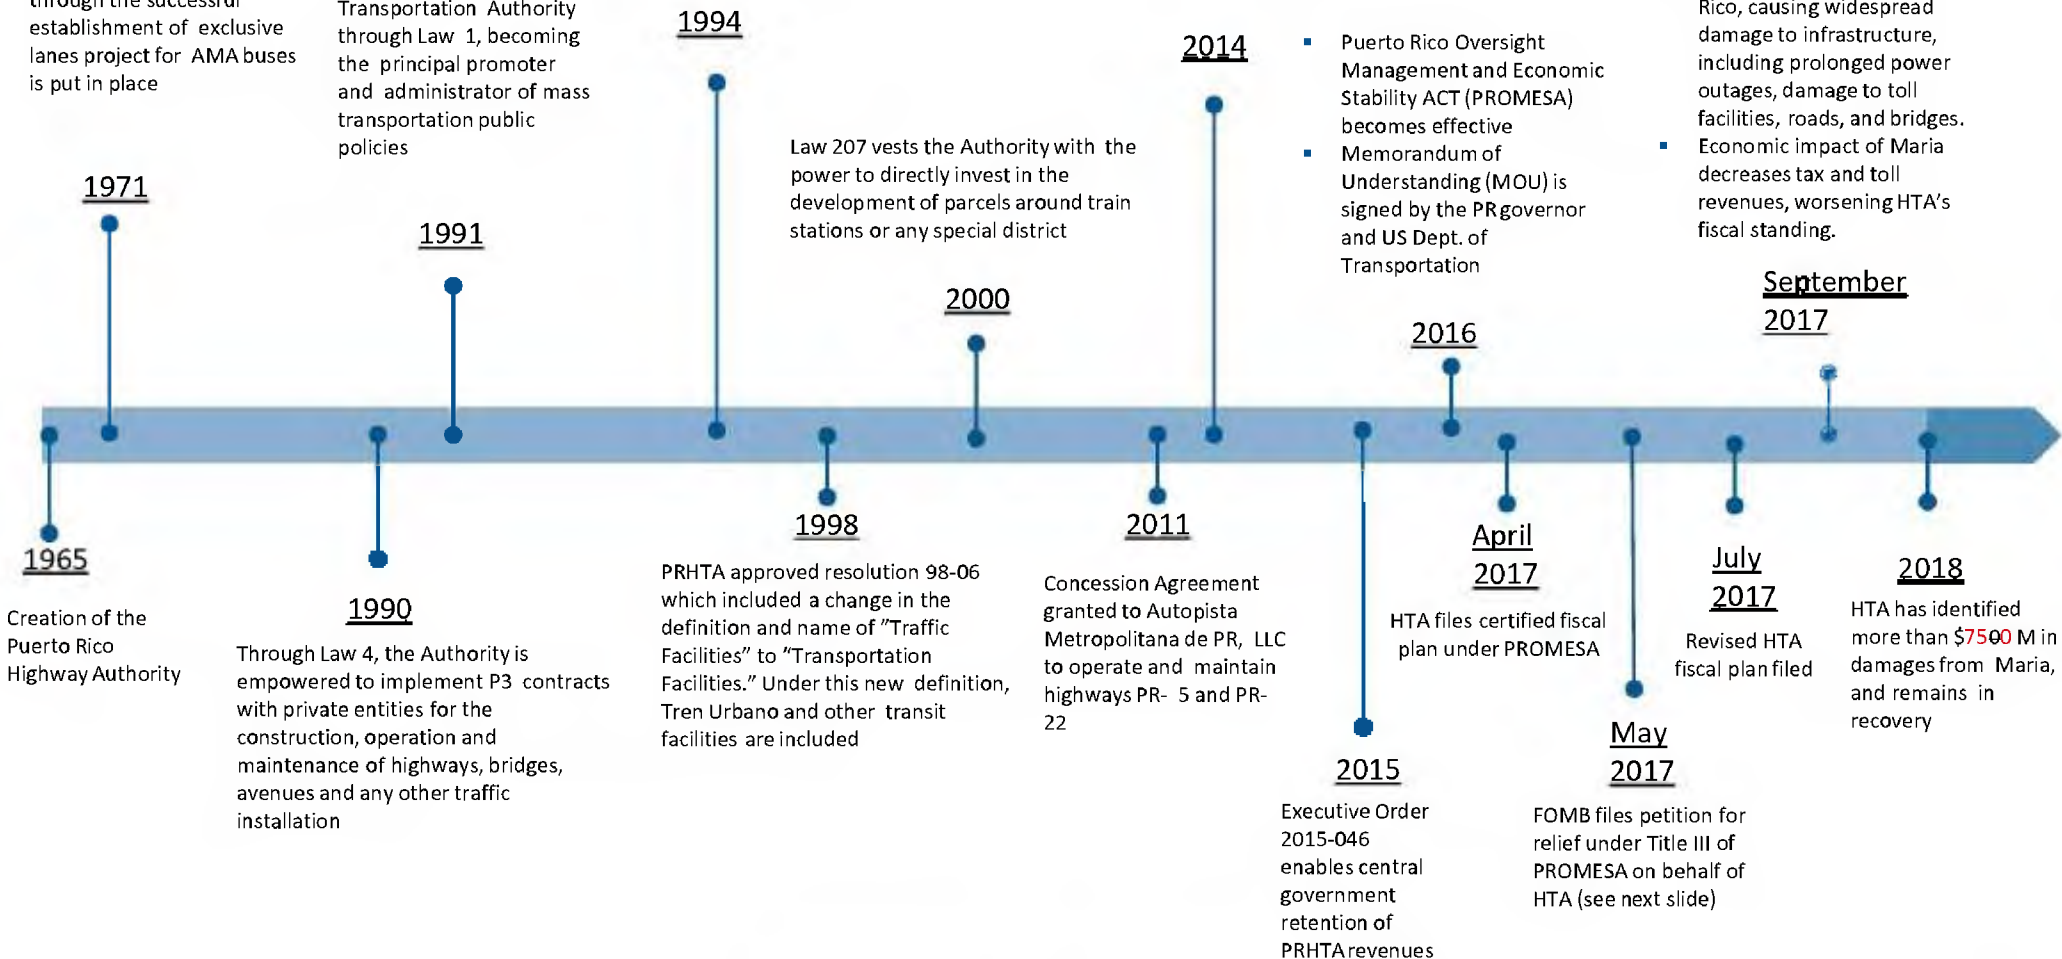 through the successful
establishment of exclusive
lanes project for AMA buses
is put in place
1971
Transportation Authority
through Law 1, becoming
the principal promoter
and administrator of mass
transportation public
policies
1991
1994
Law 207 vests the Authority with the
power to directly invest in the
development of parcels around train
stations or any special district
2000
2014
▪ Puerto Rico Oversight
Management and Economic
Stability ACT (PROMESA)
becomes effective
▪ Memorandum of
Understanding (MOU) is
signed by the PR governor
and US Dept. of
Transportation
2016
Rico, causing widespread
damage to infrastructure,
including prolonged power
outages, damage to toll
facilities, roads, and bridges.
▪ Economic impact of Maria
decreases tax and toll
revenues, worsening HTA's
fiscal standing.
September
2017
1965
Creation of the
Puerto Rico
Highway Authority
1990
Through Law 4, the Authority is
empowered to implement P3 contracts
with private entities for the
construction, operation and
maintenance of highways, bridges,
avenues and any other traffic
installation
1998
PRHTA approved resolution 98-06
which included a change in the
definition and name of "Traffic
Facilities" to "Transportation
Facilities." Under this new definition,
Tren Urbano and other transit
facilities are included
2011
Concession Agreement
granted to Autopista
Metropolitana de PR, LLC
to operate and maintain
highways PR- 5 and PR-
22
2015
Executive Order
2015-046
enables central
government
retention of
PRHTA revenues
April
2017
HTA files certified fiscal
plan under PROMESA
May
2017
FOMB files petition for
relief under Title III of
PROMESA on behalf of
HTA (see next slide)
July
2017
Revised HTA
fiscal plan filed
2018
HTA has identified
more than $7500 M in
damages from Maria,
and remains in
recovery